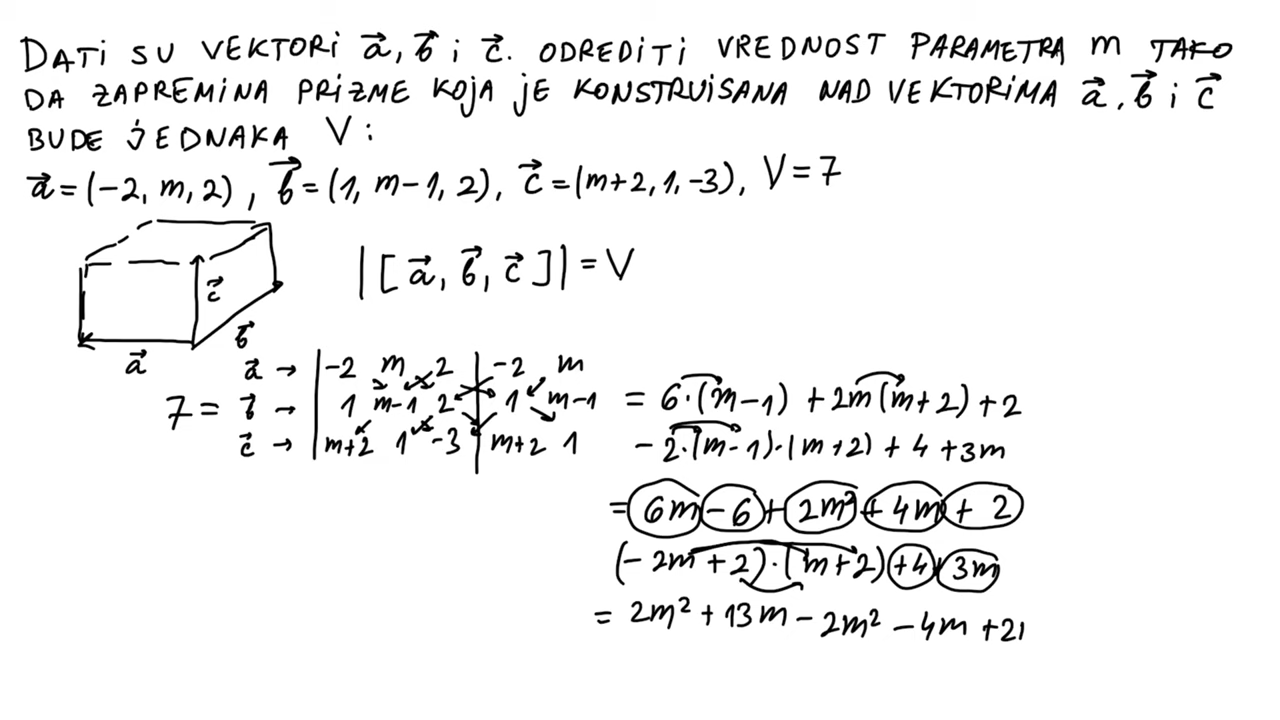 DATI SU VEKTORI a⃗, b⃗ i c⃗. ODREDITI VREDNOST PARAMETRA m TAKO
DA ZAPREMINA PRIZME KOJA JE KONSTRUISANA NAD VEKTORIMA a⃗, b⃗ i c⃗
BUDE JEDNAKA V:
a⃗ = (-2, m, 2), b⃗ = (1, m-1, 2), c⃗ = (m+2, 1, -3), V = 7
|[a⃗, b⃗, c⃗]| = V
c⃗
b⃗
a⃗
a⃗ → | -2 m 2 | -2 m
7 = b⃗ → | 1 m-1 2 | 1 m-1 = 6·(m-1) + 2m(m+2) + 2
c⃗ → | m+2 1 -3 | m+2 1 - 2·(m-1)·(m+2) + 4 + 3m
= 6m - 6 + 2m² + 4m + 2
(-2m + 2)·(m+2) + 4 + 3m
= 2m² + 13m - 2m² - 4m + 2